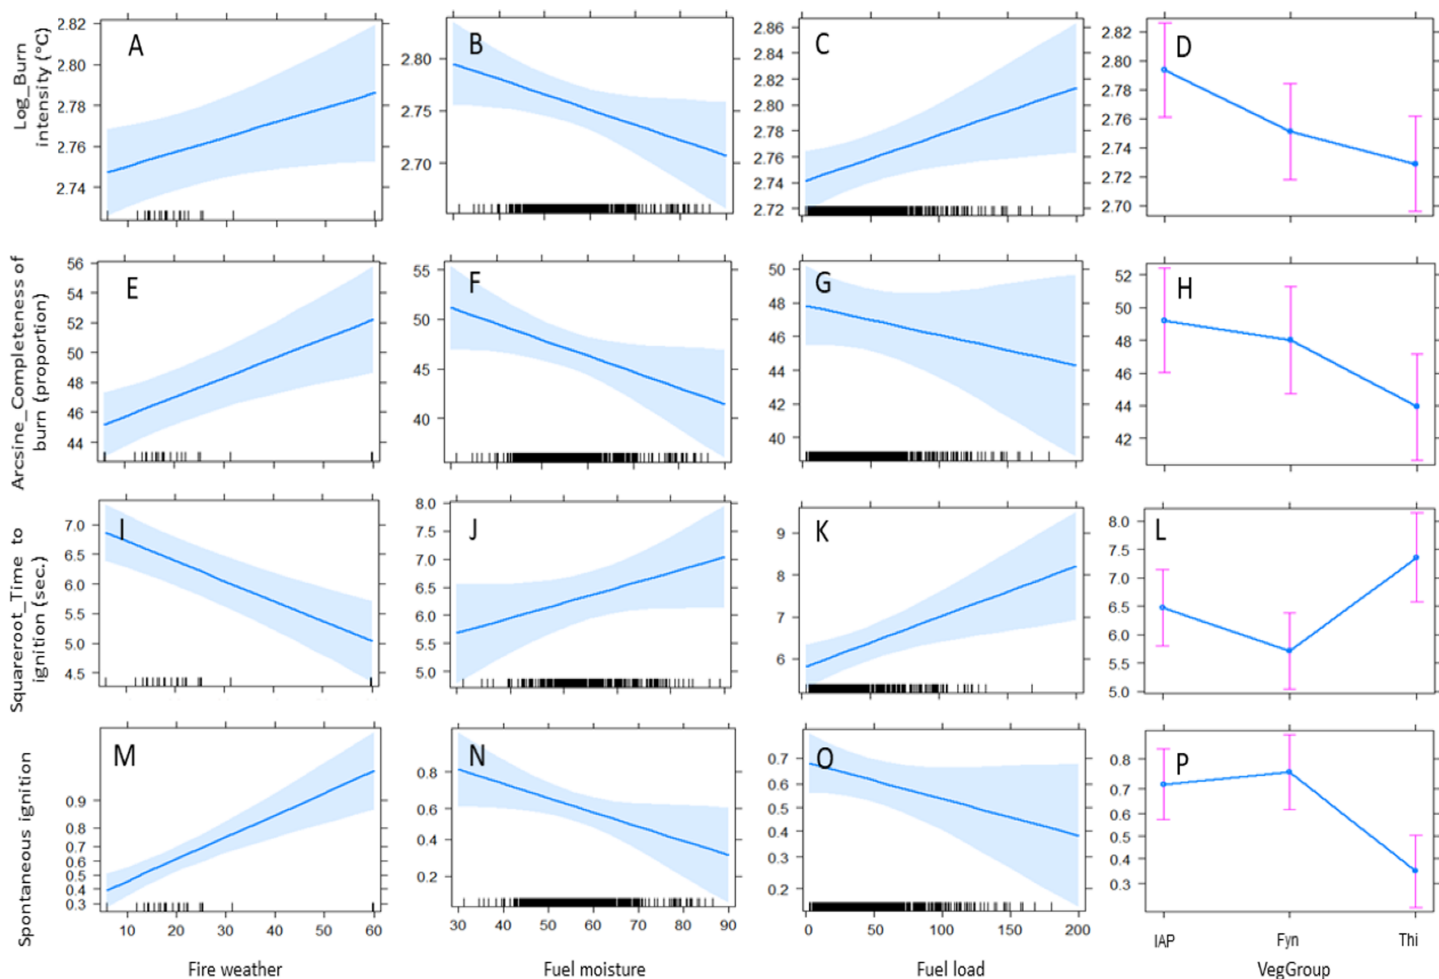 Log_Burn
intensity (°C)
2.82
2.80
2.78
2.76
2.74
A
2.80
2.75
2.70
B
2.86
2.84
2.82
2.80
2.78
2.76
2.74
2.72
C
2.82
2.80
2.78
2.76
2.74
2.72
2.70
D
Arcsine_Completeness of
burn (proportion)
56
54
52
50
48
46
44
E
55
50
45
40
F
50
48
46
44
42
40
G
52
50
48
46
44
42
H
Squareroot_Time to
ignition (sec.)
7.0
6.5
6.0
5.5
5.0
4.5
I
8.0
7.0
6.5
6.0
5.5
5.0
J
9
8
7
6
K
8.0
7.5
7.0
6.5
6.0
5.5
5.0
L
Spontaneous ignition
0.9
0.8
0.7
0.6
0.5
0.4
0.3
M
0.8
0.6
0.4
0.2
N
0.7
0.6
0.5
0.4
0.3
0.2
O
0.8
0.7
0.6
0.5
0.4
0.3
P
10 20 30 40 50 60
30 40 50 60 70 80 90
0 50 100 150 200
IAP Fyn Thi
Fire weather
Fuel moisture
Fuel load
VegGroup